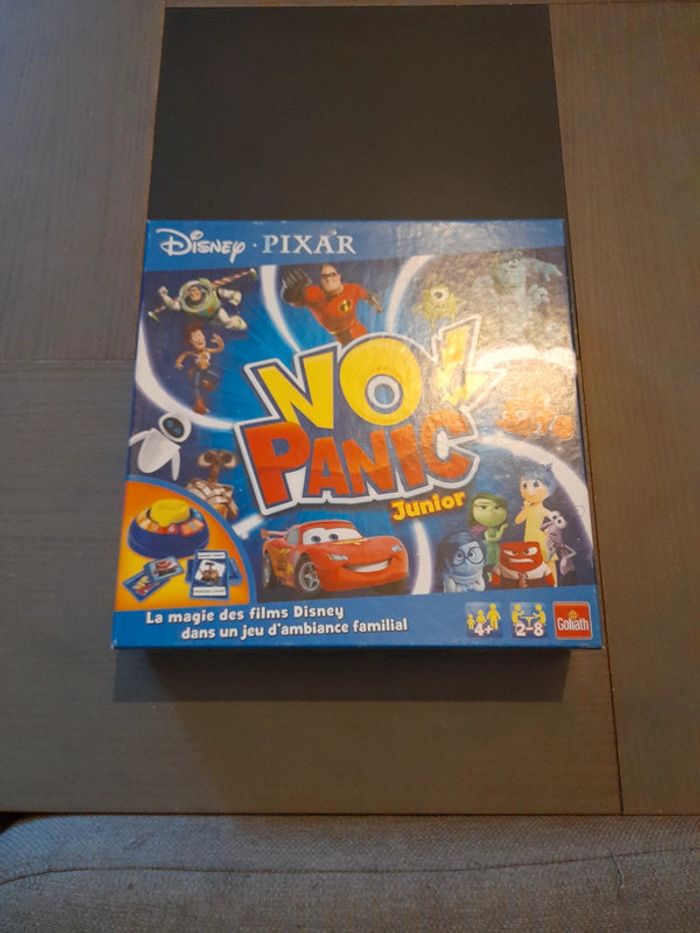 Disney · PIXAR
NO
PANIC
Junior
La magie des films Disney
dans un jeu d'ambiance familial
4+
2-8
Goliath